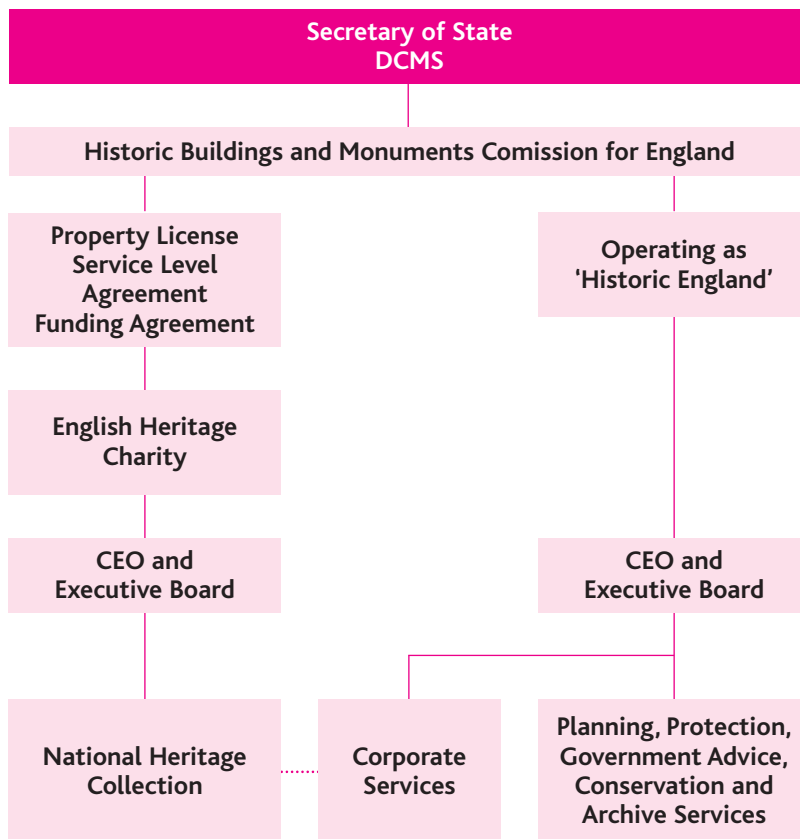 Secretary of State
DCMS
Historic Buildings and Monuments Comission for England
Property License
Service Level
Agreement
Funding Agreement
Operating as
‘Historic England’
English Heritage
Charity
CEO and
Executive Board
CEO and
Executive Board
National Heritage
Collection
Corporate
Services
Planning, Protection,
Government Advice,
Conservation and
Archive Services